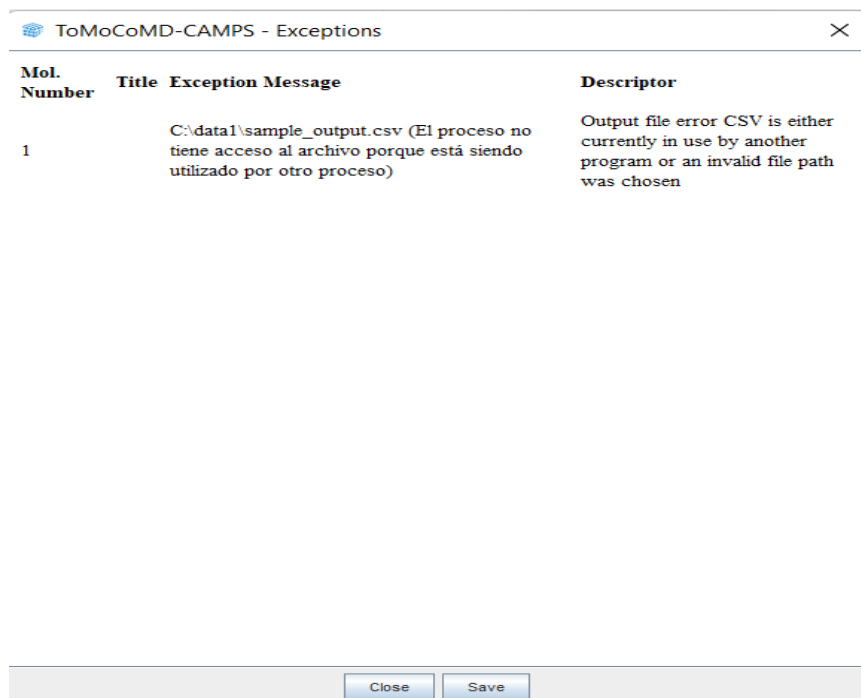 ToMoCoMD-CAMPS - Exceptions
Mol. Number Title Exception Message Descriptor
1
C:\data1\sample_output.csv (El proceso no
tiene acceso al archivo porque está siendo
utilizado por otro proceso)
Output file error CSV is either
currently in use by another
program or an invalid file path
was chosen
Close Save